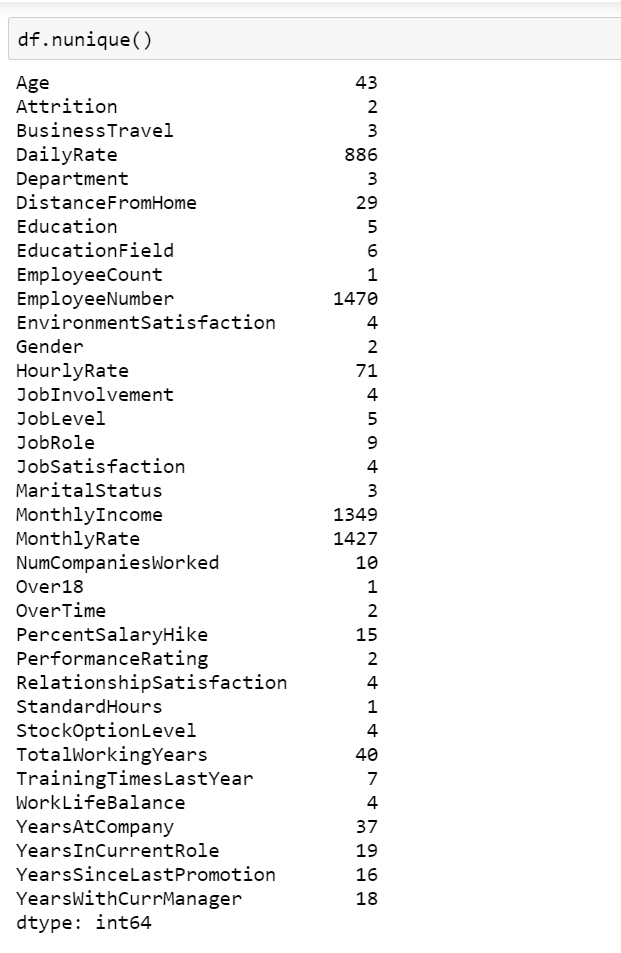 df.nunique()
Age 43
Attrition 2
BusinessTravel 3
DailyRate 886
Department 3
DistanceFromHome 29
Education 5
EducationField 6
EmployeeCount 1
EmployeeNumber 1470
EnvironmentSatisfaction 4
Gender 2
HourlyRate 71
JobInvolvement 4
JobLevel 5
JobRole 9
JobSatisfaction 4
MaritalStatus 3
MonthlyIncome 1349
MonthlyRate 1427
NumCompaniesWorked 10
Over18 1
OverTime 2
PercentSalaryHike 15
PerformanceRating 2
RelationshipSatisfaction 4
StandardHours 1
StockOptionLevel 4
TotalWorkingYears 40
TrainingTimesLastYear 7
WorkLifeBalance 4
YearsAtCompany 37
YearsInCurrentRole 19
YearsSinceLastPromotion 16
YearsWithCurrManager 18
dtype: int64